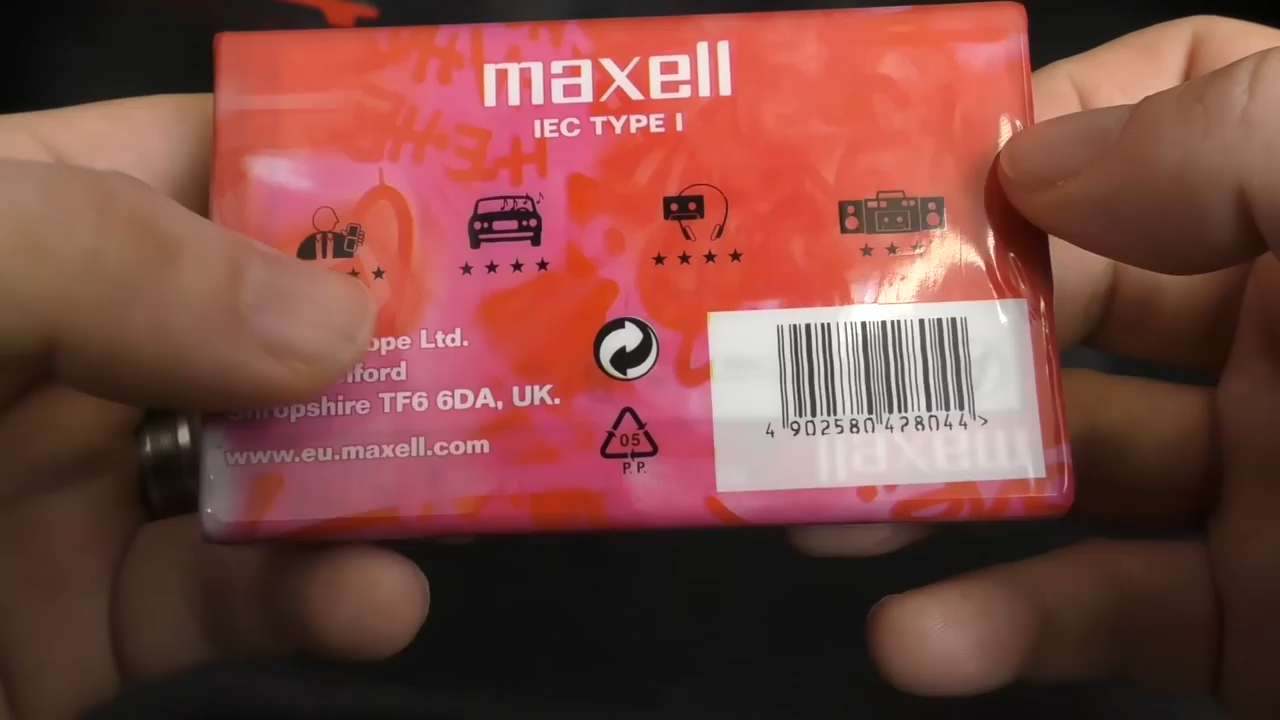 maxell
IEC TYPE I
ope Ltd.
lford
Shropshire TF6 6DA, UK.
www.eu.maxell.com
05
P.P.
4 902580 428044 >
maxell